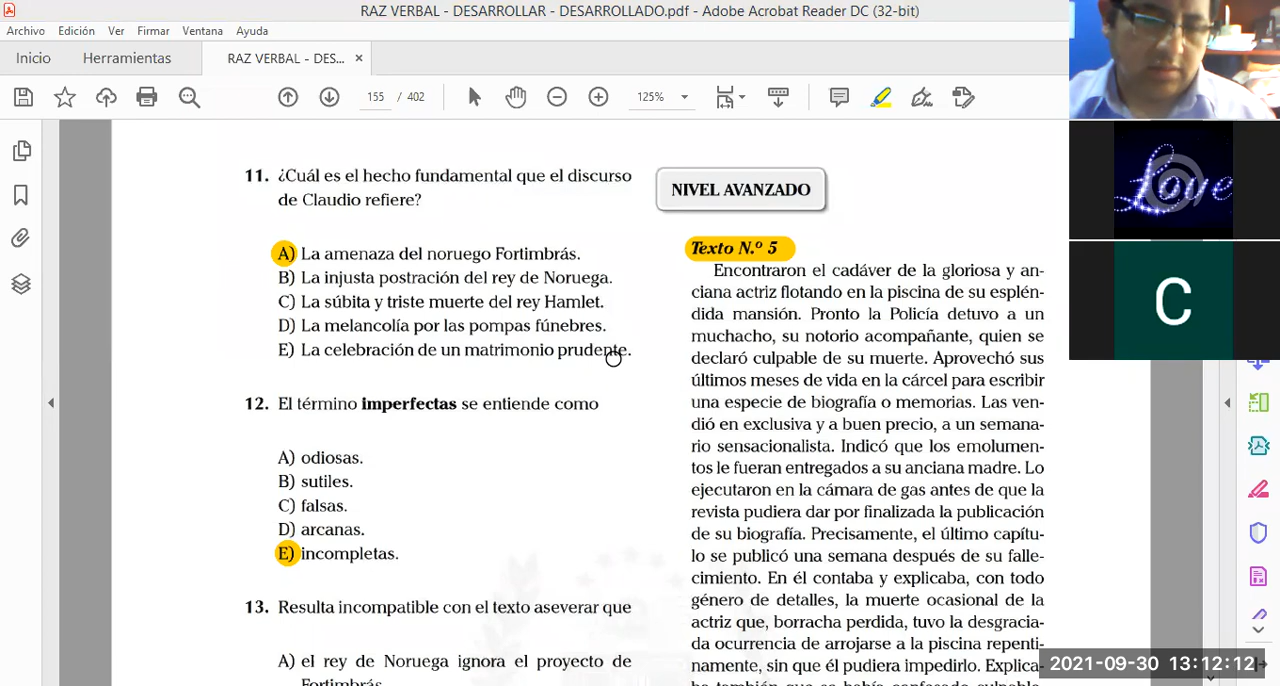 RAZ VERBAL - DESARROLLAR - DESARROLLADO.pdf - Adobe Acrobat Reader DC (32-bit)
Archivo Edición Ver Firmar Ventana Ayuda
Inicio Herramientas RAZ VERBAL - DES... ×
155 / 402 125%
11. ¿Cuál es el hecho fundamental que el discurso
de Claudio refiere?
A) La amenaza del noruego Fortimbrás.
B) La injusta postración del rey de Noruega.
C) La súbita y triste muerte del rey Hamlet.
D) La melancolía por las pompas fúnebres.
E) La celebración de un matrimonio prudente.
12. El término imperfectas se entiende como
A) odiosas.
B) sutiles.
C) falsas.
D) arcanas.
E) incompletas.
13. Resulta incompatible con el texto aseverar que
A) el rey de Noruega ignora el proyecto de
Fortimbrás.
NIVEL AVANZADO
Texto N.º 5
Encontraron el cadáver de la gloriosa y an-
ciana actriz flotando en la piscina de su esplén-
dida mansión. Pronto la Policía detuvo a un
muchacho, su notorio acompañante, quien se
declaró culpable de su muerte. Aprovechó sus
últimos meses de vida en la cárcel para escribir
una especie de biografía o memorias. Las ven-
dió en exclusiva y a buen precio, a un semana-
rio sensacionalista. Indicó que los emolumen-
tos le fueran entregados a su anciana madre. Lo
ejecutaron en la cámara de gas antes de que la
revista pudiera dar por finalizada la publicación
de su biografía. Precisamente, el último capítu-
lo se publicó una semana después de su falle-
cimiento. En él contaba y explicaba, con todo
género de detalles, la muerte ocasional de la
actriz que, borracha perdida, tuvo la desgracia-
da ocurrencia de arrojarse a la piscina repenti-
namente, sin que él pudiera impedirlo. Explica-
ba también que se había confesado culpable
Love
C
2021-09-30 13:12:12